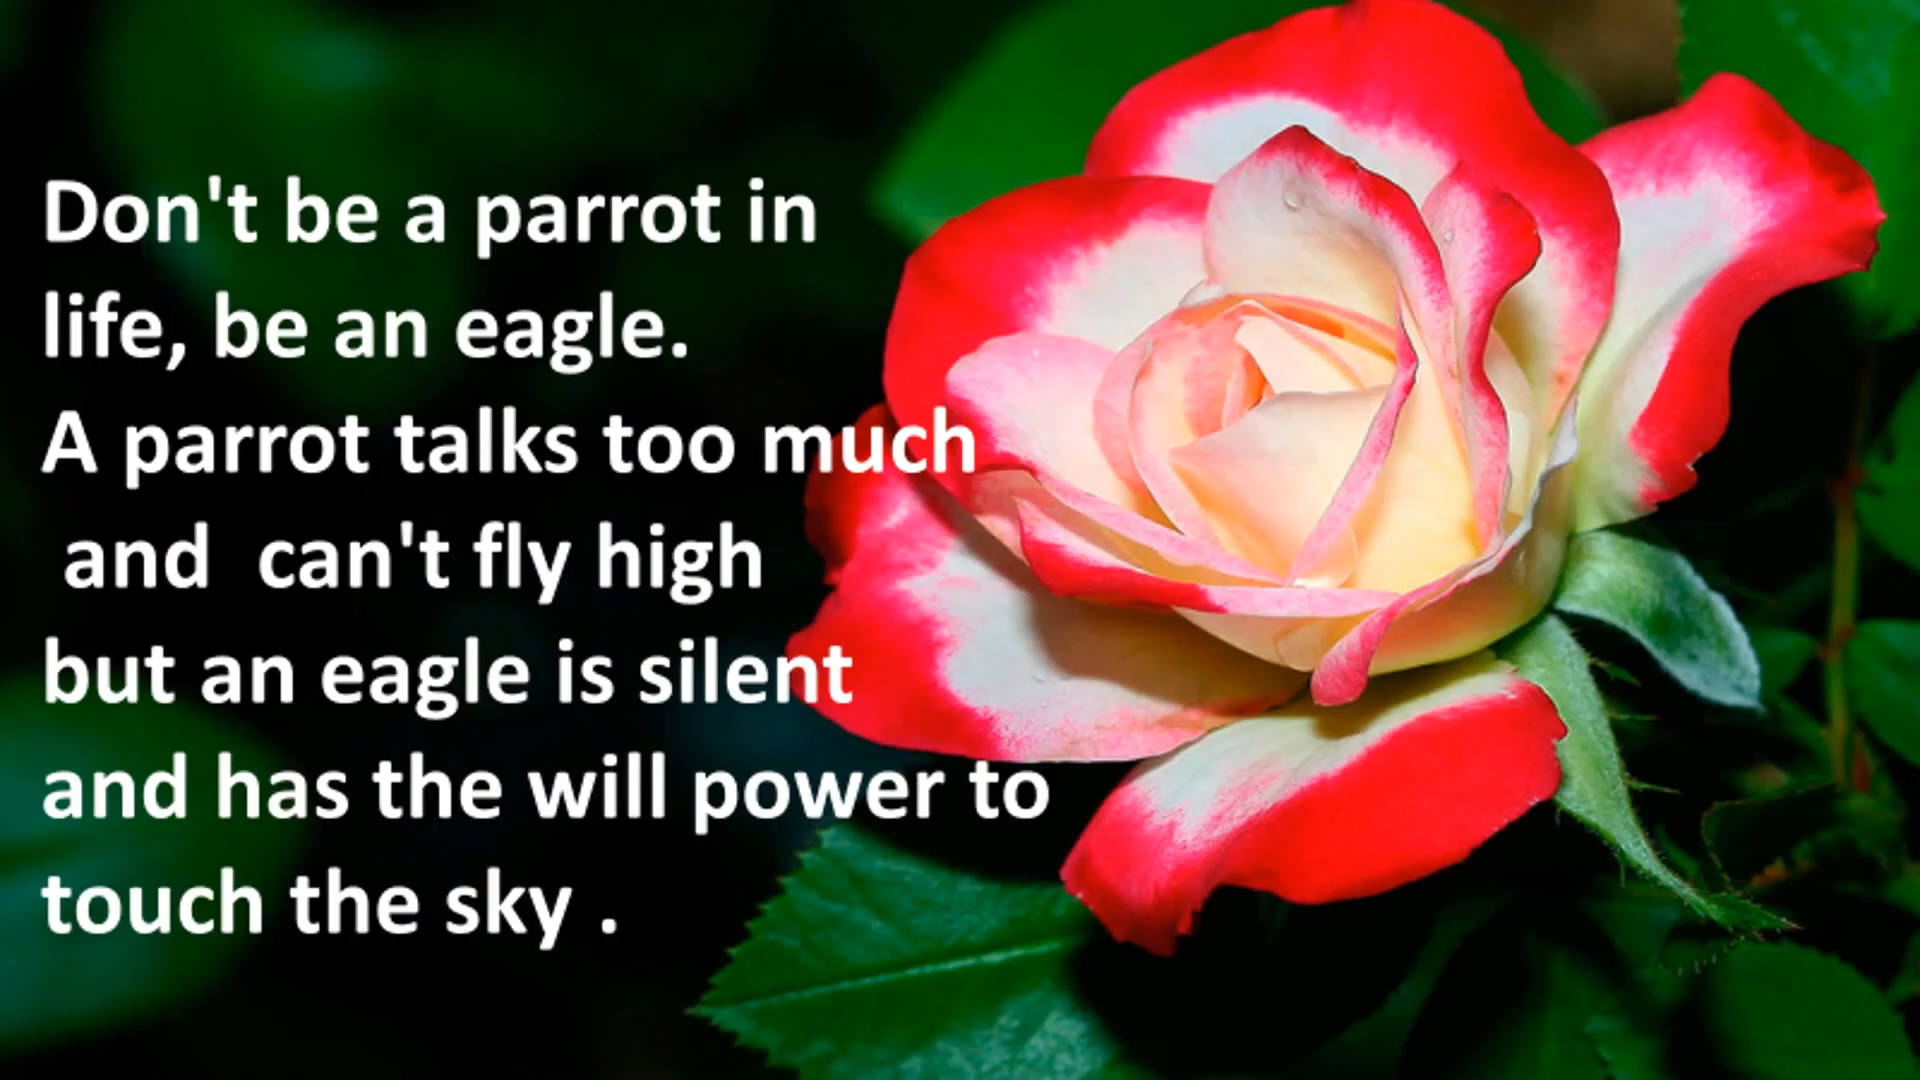 Don't be a parrot in
life, be an eagle.
A parrot talks too much
and  can't fly high
but an eagle is silent
and has the will power to
touch the sky .